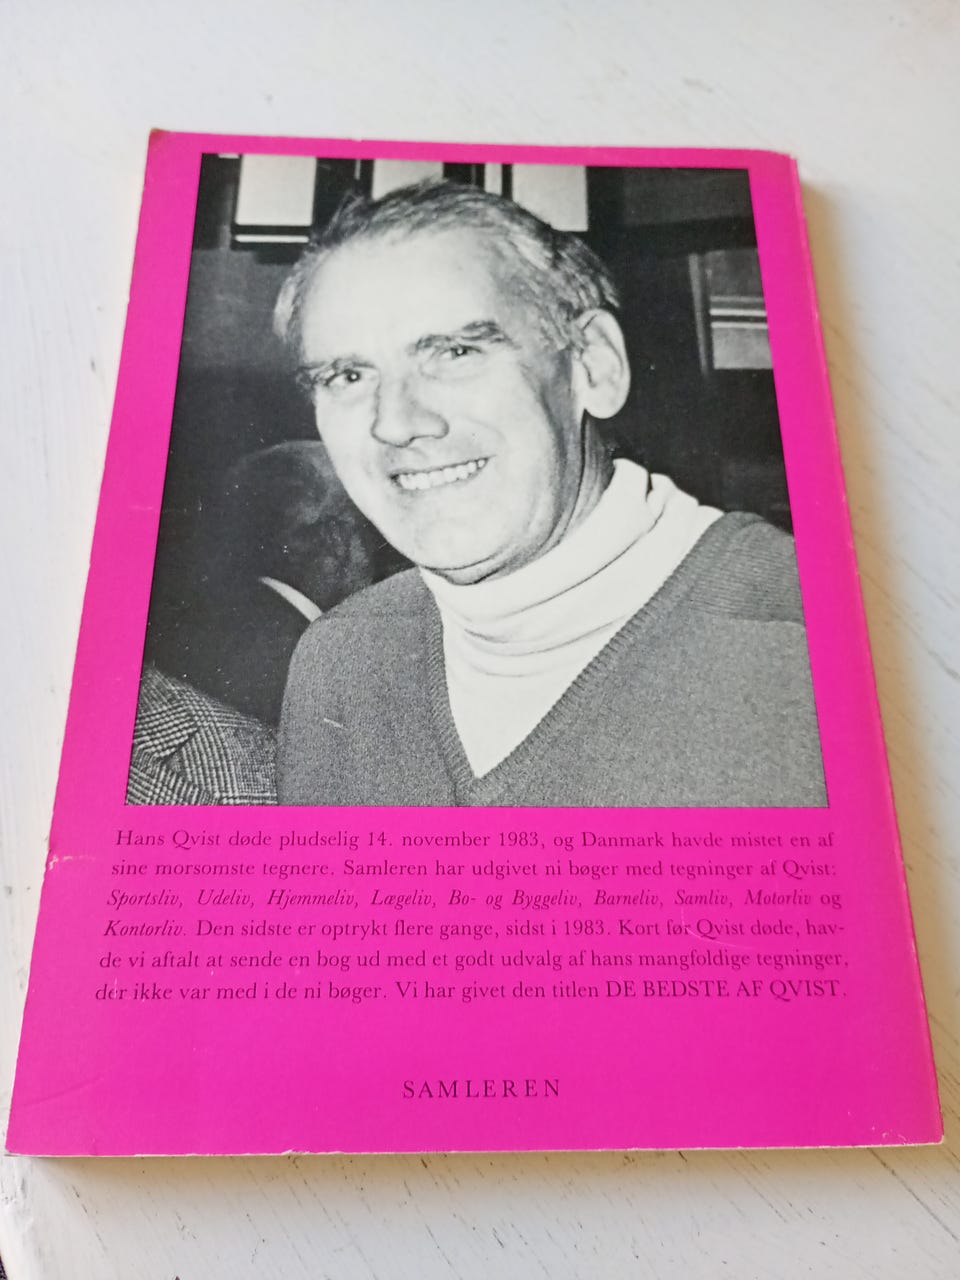 Hans Qvist døde pludselig 14. november 1983, og Danmark havde mistet en af
sine morsomste tegnere. Samleren har udgivet ni bøger med tegninger af Qvist:
Sportsliv, Udeliv, Hjemmeliv, Lægeliv, Bo- og Byggeliv, Barneliv, Samliv, Motorliv og
Kontorliv. Den sidste er optrykt flere gange, sidst i 1983. Kort før Qvist døde, hav-
de vi aftalt at sende en bog ud med et godt udvalg af hans mangfoldige tegninger,
der ikke var med i de ni bøger. Vi har givet den titlen DE BEDSTE AF QVIST.
SAMLEREN